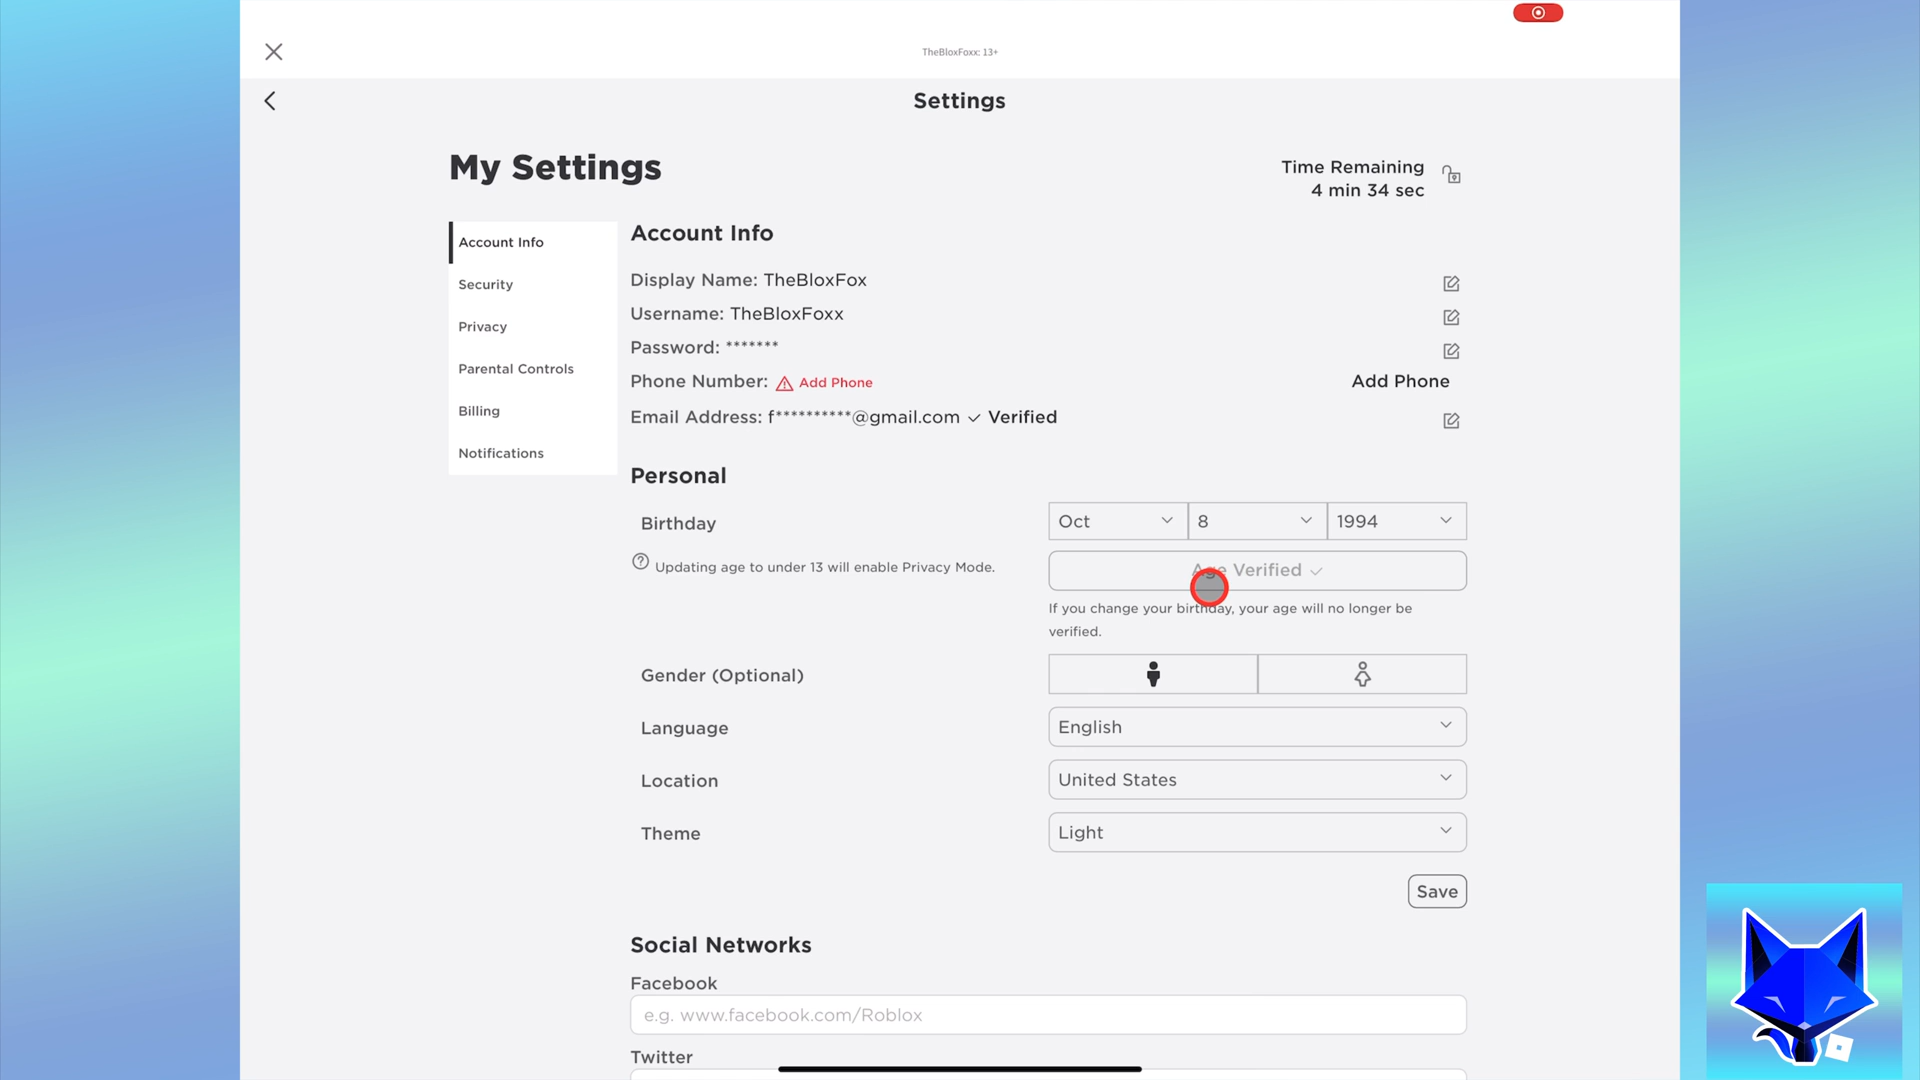 TheBloxFoxx: 13+
Settings
My Settings
Time Remaining
4 min 34 sec
Account Info
Security
Privacy
Parental Controls
Billing
Notifications
Account Info
Display Name: TheBloxFox
Username: TheBloxFoxx
Password: *******
Phone Number: Add Phone
Add Phone
Email Address: f**********@gmail.com Verified
Personal
Birthday
Oct
8
1994
Updating age to under 13 will enable Privacy Mode.
Age Verified
If you change your birthday, your age will no longer be
verified.
Gender (Optional)
Language
English
Location
United States
Theme
Light
Save
Social Networks
Facebook
e.g. www.facebook.com/Roblox
Twitter